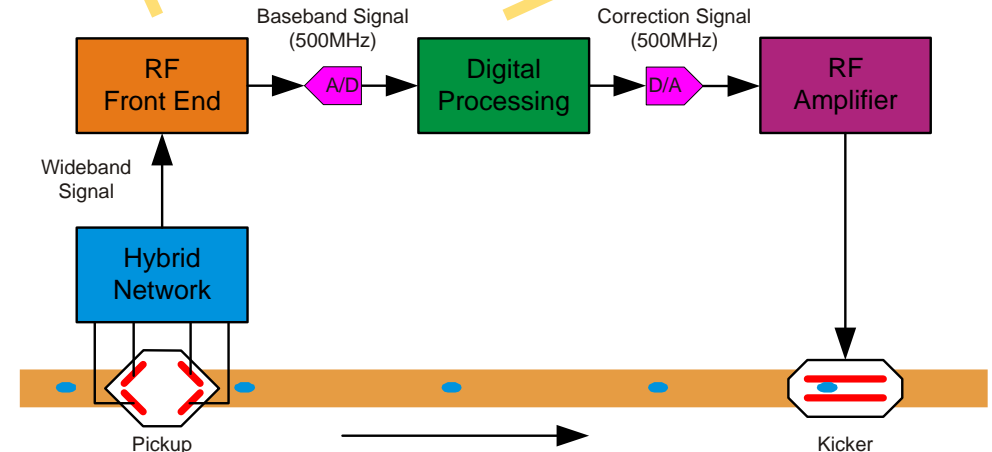 Baseband Signal
(500MHz)
Correction Signal
(500MHz)
RF
Front End
A/D
Digital
Processing
D/A
RF
Amplifier
Wideband
Signal
Hybrid
Network
Pickup
Kicker